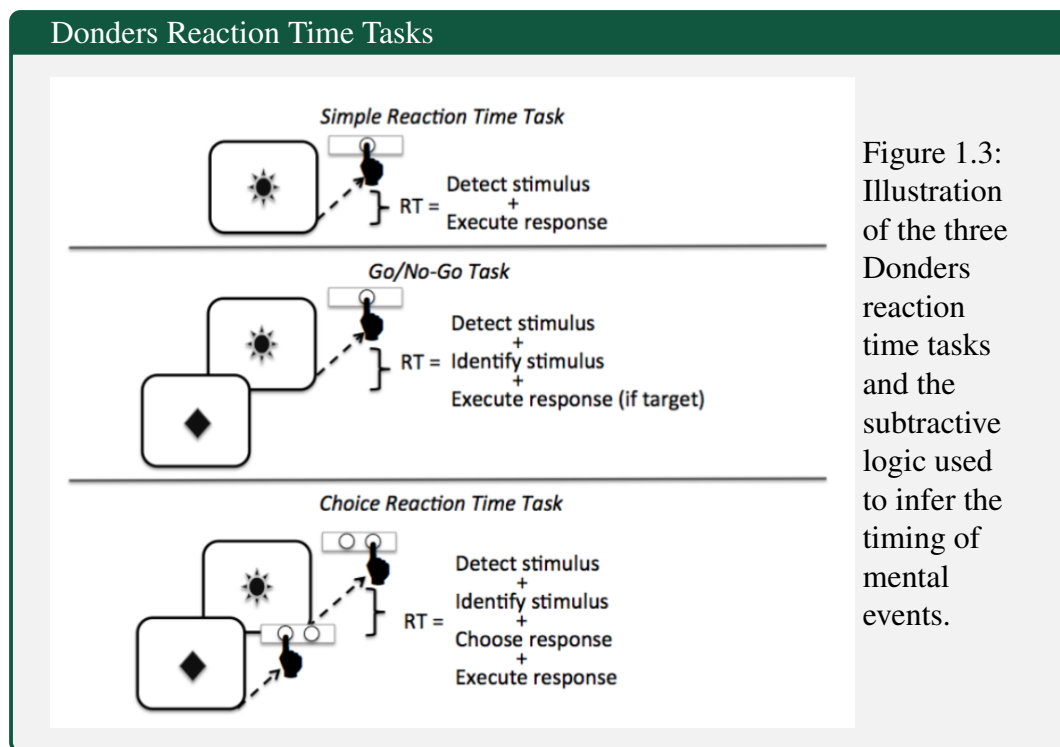 Donders Reaction Time Tasks
Simple Reaction Time Task
RT =
Detect stimulus
+
Execute response
Go/No-Go Task
Detect stimulus
+
RT = Identify stimulus
+
Execute response (if target)
Choice Reaction Time Task
Detect stimulus
+
Identify stimulus
+
RT =
Choose response
+
Execute response
Figure 1.3:
Illustration
of the three
Donders
reaction
time tasks
and the
subtractive
logic used
to infer the
timing of
mental
events.